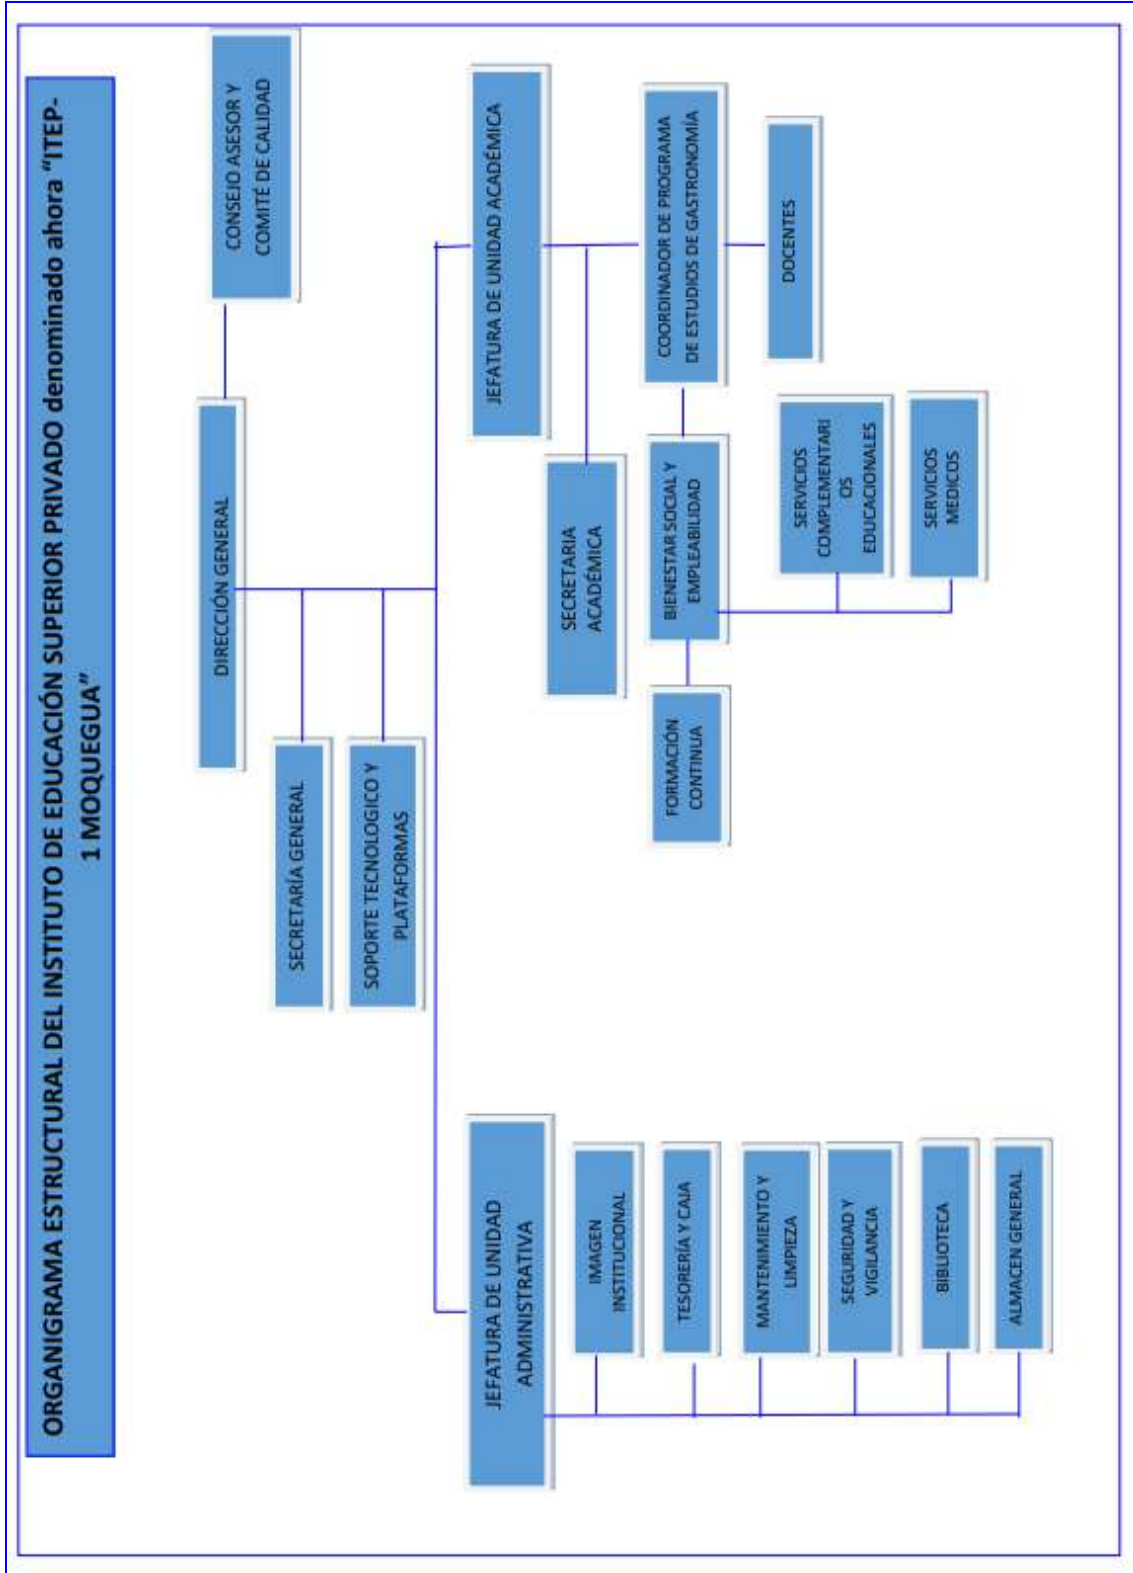 ORGANIGRAMA ESTRUCTURAL DEL INSTITUTO DE EDUCACIÓN SUPERIOR PRIVADO denominado ahora "ITEP-
1 MOQUEGUA"
CONSEJO ASESOR Y
COMITÉ DE CALIDAD
DIRECCIÓN GENERAL
SECRETARÍA GENERAL
SOPORTE TECNOLOGICO Y
PLATAFORMAS
JEFATURA DE UNIDAD
ADMINISTRATIVA
IMAGEN
INSTITUCIONAL
TESORERÍA Y CAJA
MANTENIMIENTO Y
LIMPIEZA
SEGURIDAD Y
VIGILANCIA
BIBLIOTECA
ALMACEN GENERAL
JEFATURA DE UNIDAD ACADÉMICA
SECRETARIA
ACADÉMICA
COORDINADOR DE PROGRAMA
DE ESTUDIOS DE GASTRONOMÍA
BIENESTAR SOCIAL Y
EMPLEABILIDAD
FORMACIÓN
CONTINUA
DOCENTES
SERVICIOS
COMPLEMENTARI
OS
EDUCACIONALES
SERVICIOS
MEDICOS